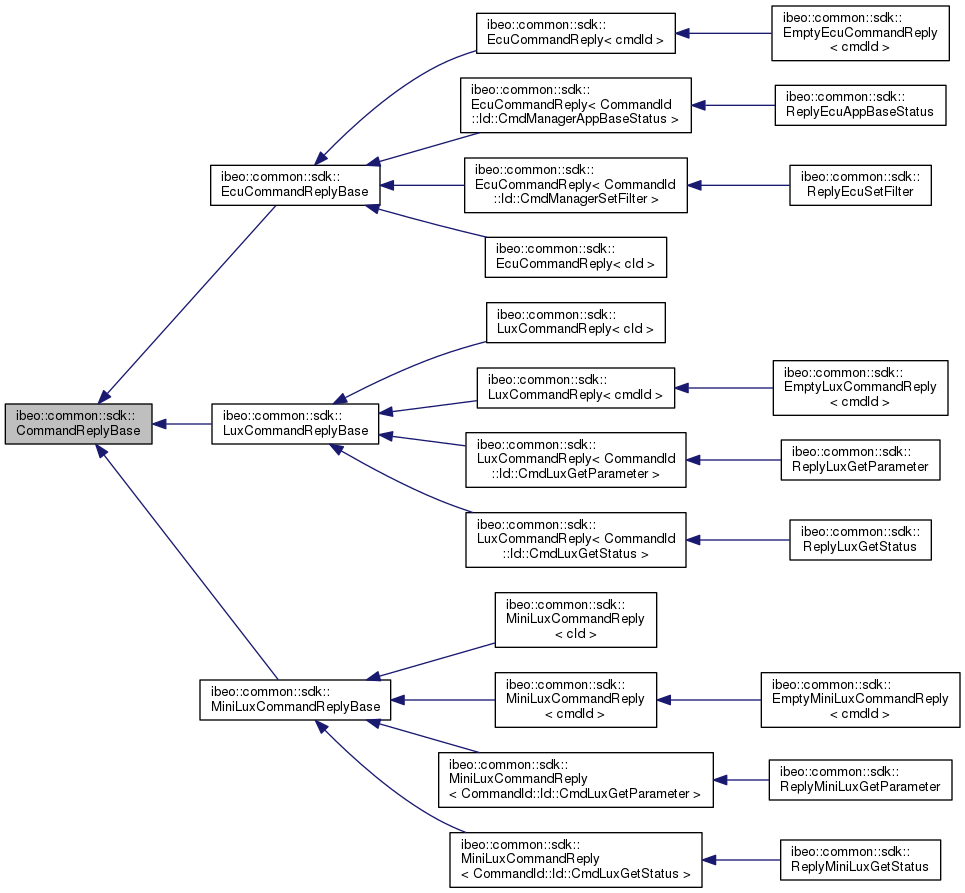 ibeo::common::sdk::
EcuCommandReply< cmdId >
ibeo::common::sdk::
EmptyEcuCommandReply
< cmdId >
ibeo::common::sdk::
EcuCommandReply< CommandId
::Id::CmdManagerAppBaseStatus >
ibeo::common::sdk::
ReplyEcuAppBaseStatus
ibeo::common::sdk::
EcuCommandReplyBase
ibeo::common::sdk::
EcuCommandReply< CommandId
::Id::CmdManagerSetFilter >
ibeo::common::sdk::
ReplyEcuSetFilter
ibeo::common::sdk::
EcuCommandReply< cId >
ibeo::common::sdk::
LuxCommandReply< cId >
ibeo::common::sdk::
CommandReplyBase
ibeo::common::sdk::
LuxCommandReplyBase
ibeo::common::sdk::
LuxCommandReply< cmdId >
ibeo::common::sdk::
EmptyLuxCommandReply
< cmdId >
ibeo::common::sdk::
LuxCommandReply< CommandId
::Id::CmdLuxGetParameter >
ibeo::common::sdk::
ReplyLuxGetParameter
ibeo::common::sdk::
LuxCommandReply< CommandId
::Id::CmdLuxGetStatus >
ibeo::common::sdk::
ReplyLuxGetStatus
ibeo::common::sdk::
MiniLuxCommandReply
< cId >
ibeo::common::sdk::
MiniLuxCommandReplyBase
ibeo::common::sdk::
MiniLuxCommandReply
< cmdId >
ibeo::common::sdk::
EmptyMiniLuxCommandReply
< cmdId >
ibeo::common::sdk::
MiniLuxCommandReply
< CommandId::Id::CmdLuxGetParameter >
ibeo::common::sdk::
ReplyMiniLuxGetParameter
ibeo::common::sdk::
MiniLuxCommandReply
< CommandId::Id::CmdLuxGetStatus >
ibeo::common::sdk::
ReplyMiniLuxGetStatus